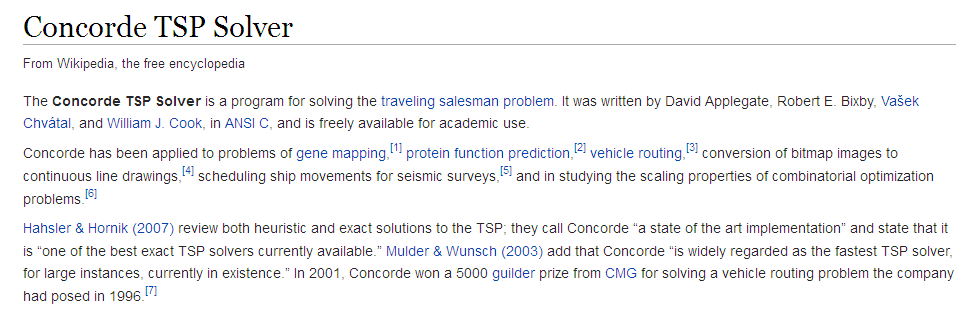 Concorde TSP Solver
From Wikipedia, the free encyclopedia
The Concorde TSP Solver is a program for solving the traveling salesman problem. It was written by David Applegate, Robert E. Bixby, Vašek
Chvátal, and William J. Cook, in ANSI C, and is freely available for academic use.
Concorde has been applied to problems of gene mapping,[1] protein function prediction,[2] vehicle routing,[3] conversion of bitmap images to
continuous line drawings,[4] scheduling ship movements for seismic surveys,[5] and in studying the scaling properties of combinatorial optimization
problems.[6]
Hahsler & Hornik (2007) review both heuristic and exact solutions to the TSP; they call Concorde “a state of the art implementation” and state that it
is “one of the best exact TSP solvers currently available.” Mulder & Wunsch (2003) add that Concorde “is widely regarded as the fastest TSP solver,
for large instances, currently in existence.” In 2001, Concorde won a 5000 guilder prize from CMG for solving a vehicle routing problem the company
had posed in 1996.[7]